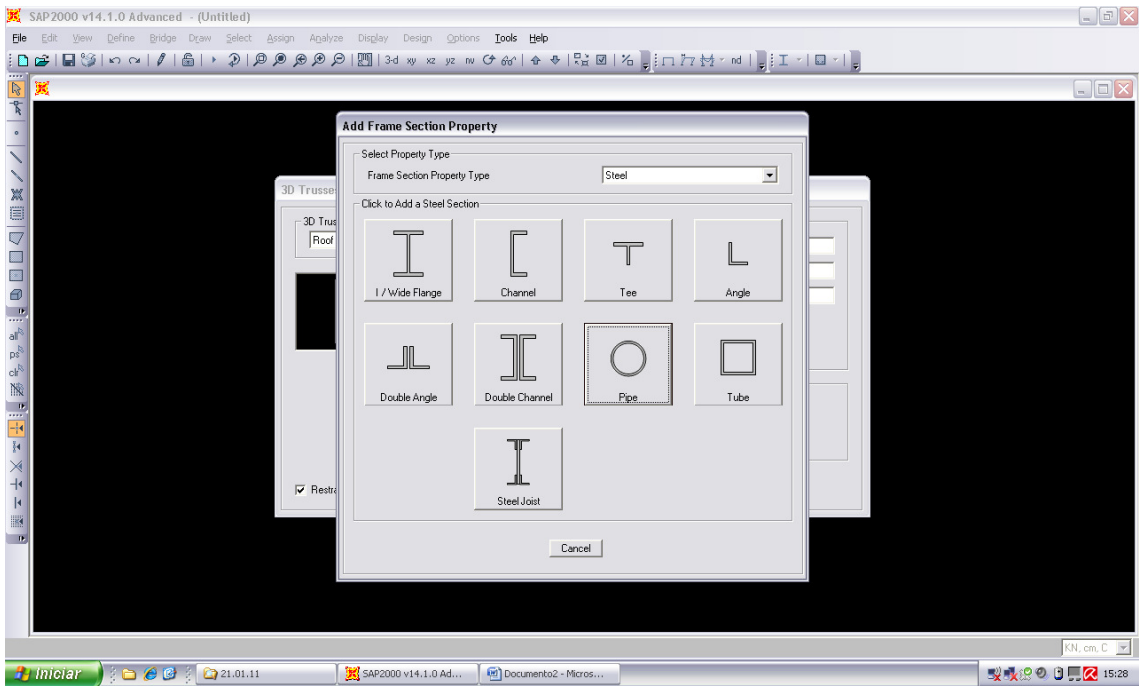 SAP2000 v14.1.0 Advanced - (Untitled)
File Edit View Define Bridge Draw Select Assign Analyze Display Design Options Tools Help
3-d xy xz yz nv nd
Add Frame Section Property
Select Property Type
Frame Section Property Type Steel
3D Trusse
Click to Add a Steel Section
3D Trus
Roof
I / Wide Flange Channel Tee Angle
all
ps
clr
Double Angle Double Channel Pipe Tube
Restra
Steel Joist
Cancel
KN, cm, C
Iniciar 21.01.11 SAP2000 v14.1.0 Ad... Documento2 - Micros... 15:28